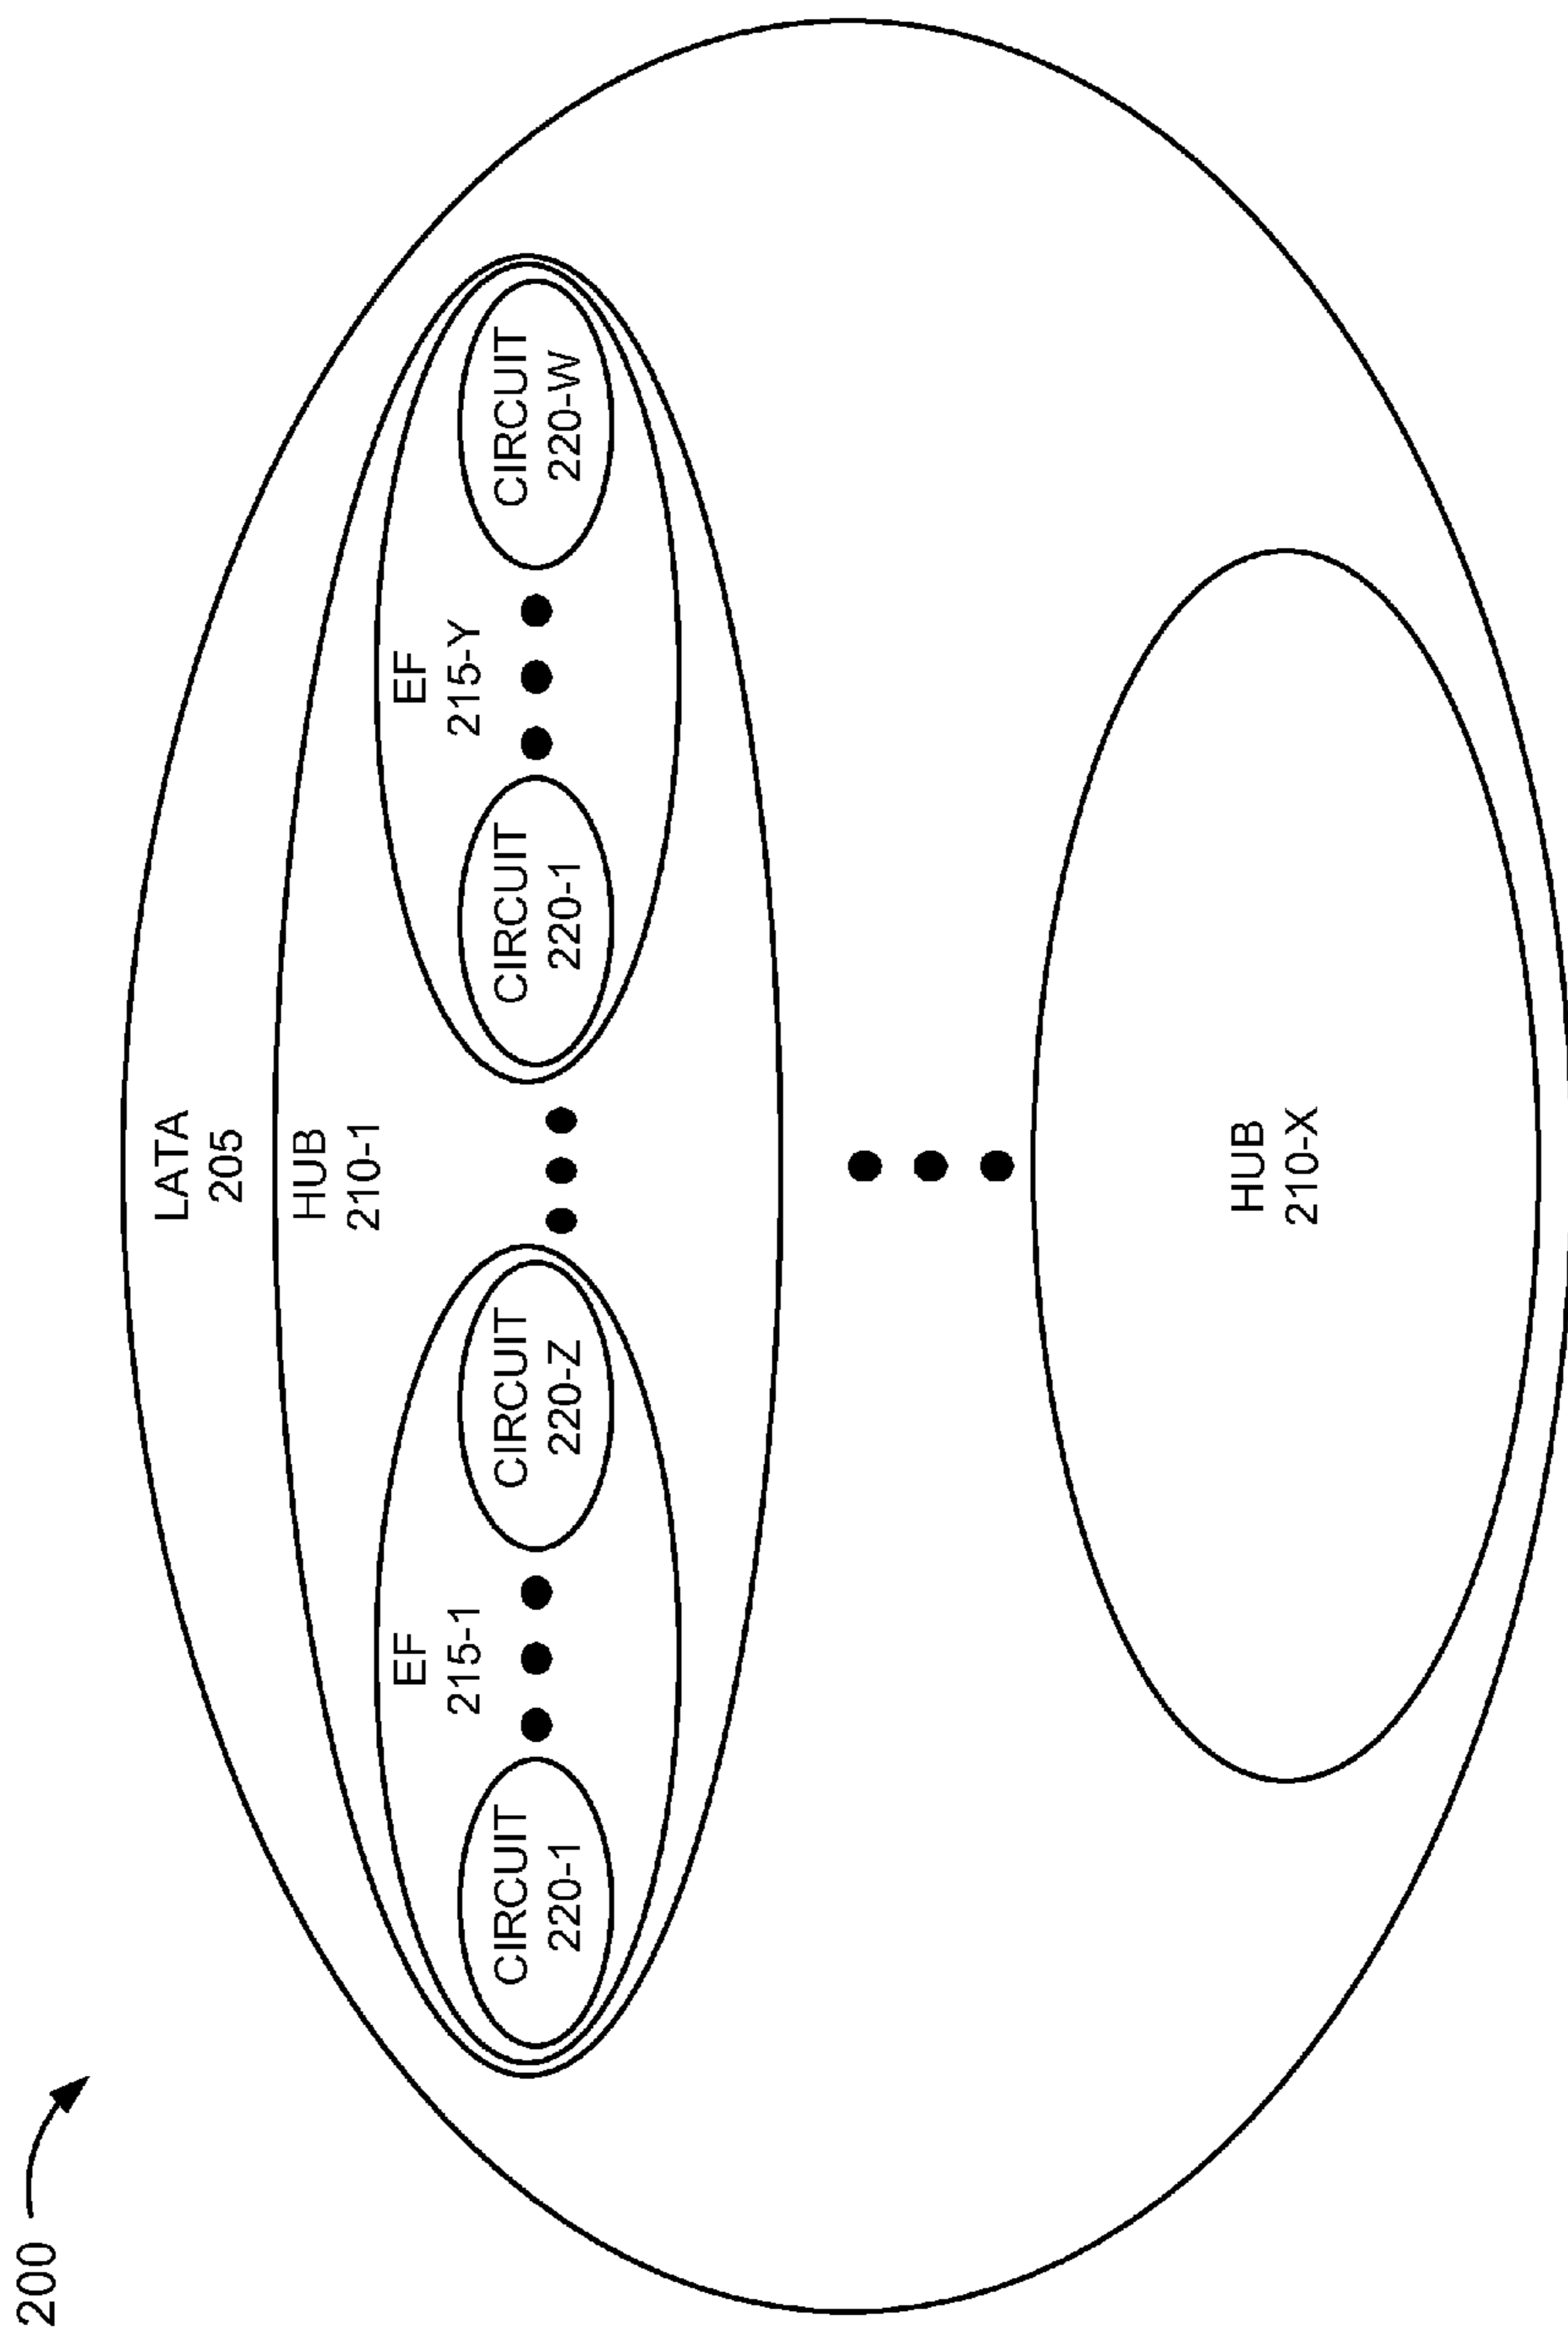 200
LATA
205
HUB
210-1
EF
215-1
CIRCUIT
220-1
CIRCUIT
220-Z
EF
215-Y
CIRCUIT
220-1
CIRCUIT
220-W
HUB
210-X